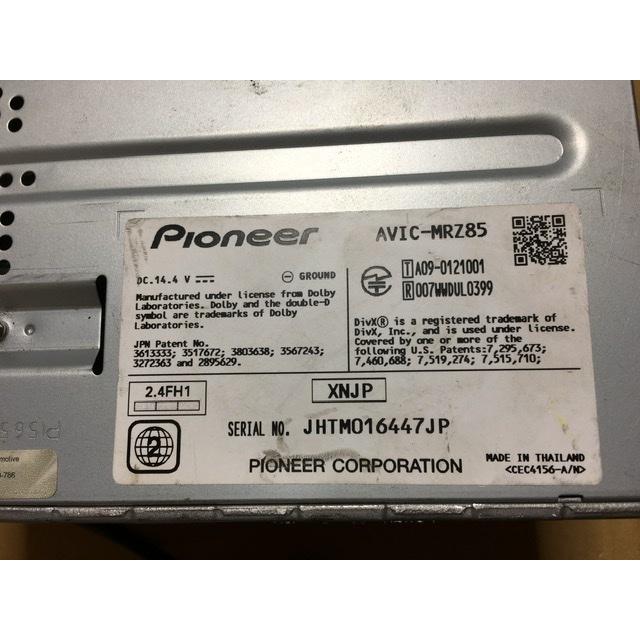 Pioneer
AVIC-MRZ85
DC.14.4 V
GROUND
T A09-0121001
R 007WWDUL0399
Manufactured under license from Dolby
Laboratories. Dolby and the double-D
symbol are trademarks of Dolby
Laboratories.
JPN Patent No.
3613333; 3517672; 3803638; 3567243;
3272363 and 2895629.
DivX® is a registered trademark of
DivX, Inc., and is used under license.
Covered by one or more of the
following U.S. Patents:7,295,673;
7,460,688; 7,519,274; 7,515,710;
2.4FH1
XNJP
2
SERIAL NO. JHTM016447JP
PIONEER CORPORATION
MADE IN THAILAND
<CEC4156-A/N>